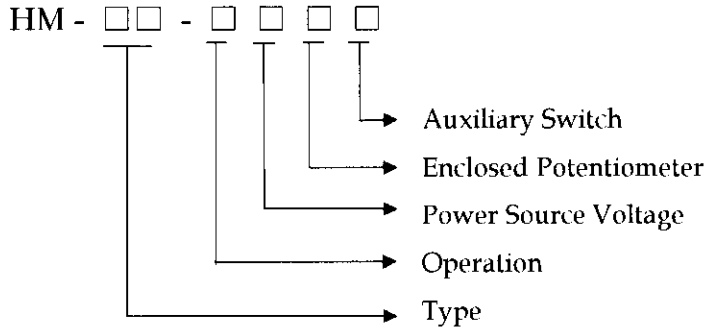 HM - □□ - □ □ □ □
Auxiliary Switch
Enclosed Potentiometer
Power Source Voltage
Operation
Type